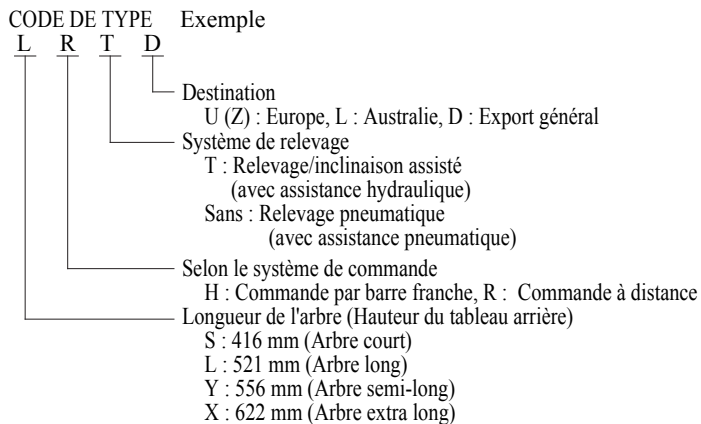 CODE DE TYPE Exemple
L R T D
Destination
U (Z) : Europe, L : Australie, D : Export général
Système de relevage
T : Relevage/inclinaison assisté
(avec assistance hydraulique)
Sans : Relevage pneumatique
(avec assistance pneumatique)
Selon le système de commande
H : Commande par barre franche, R : Commande à distance
Longueur de l'arbre (Hauteur du tableau arrière)
S : 416 mm (Arbre court)
L : 521 mm (Arbre long)
Y : 556 mm (Arbre semi-long)
X : 622 mm (Arbre extra long)